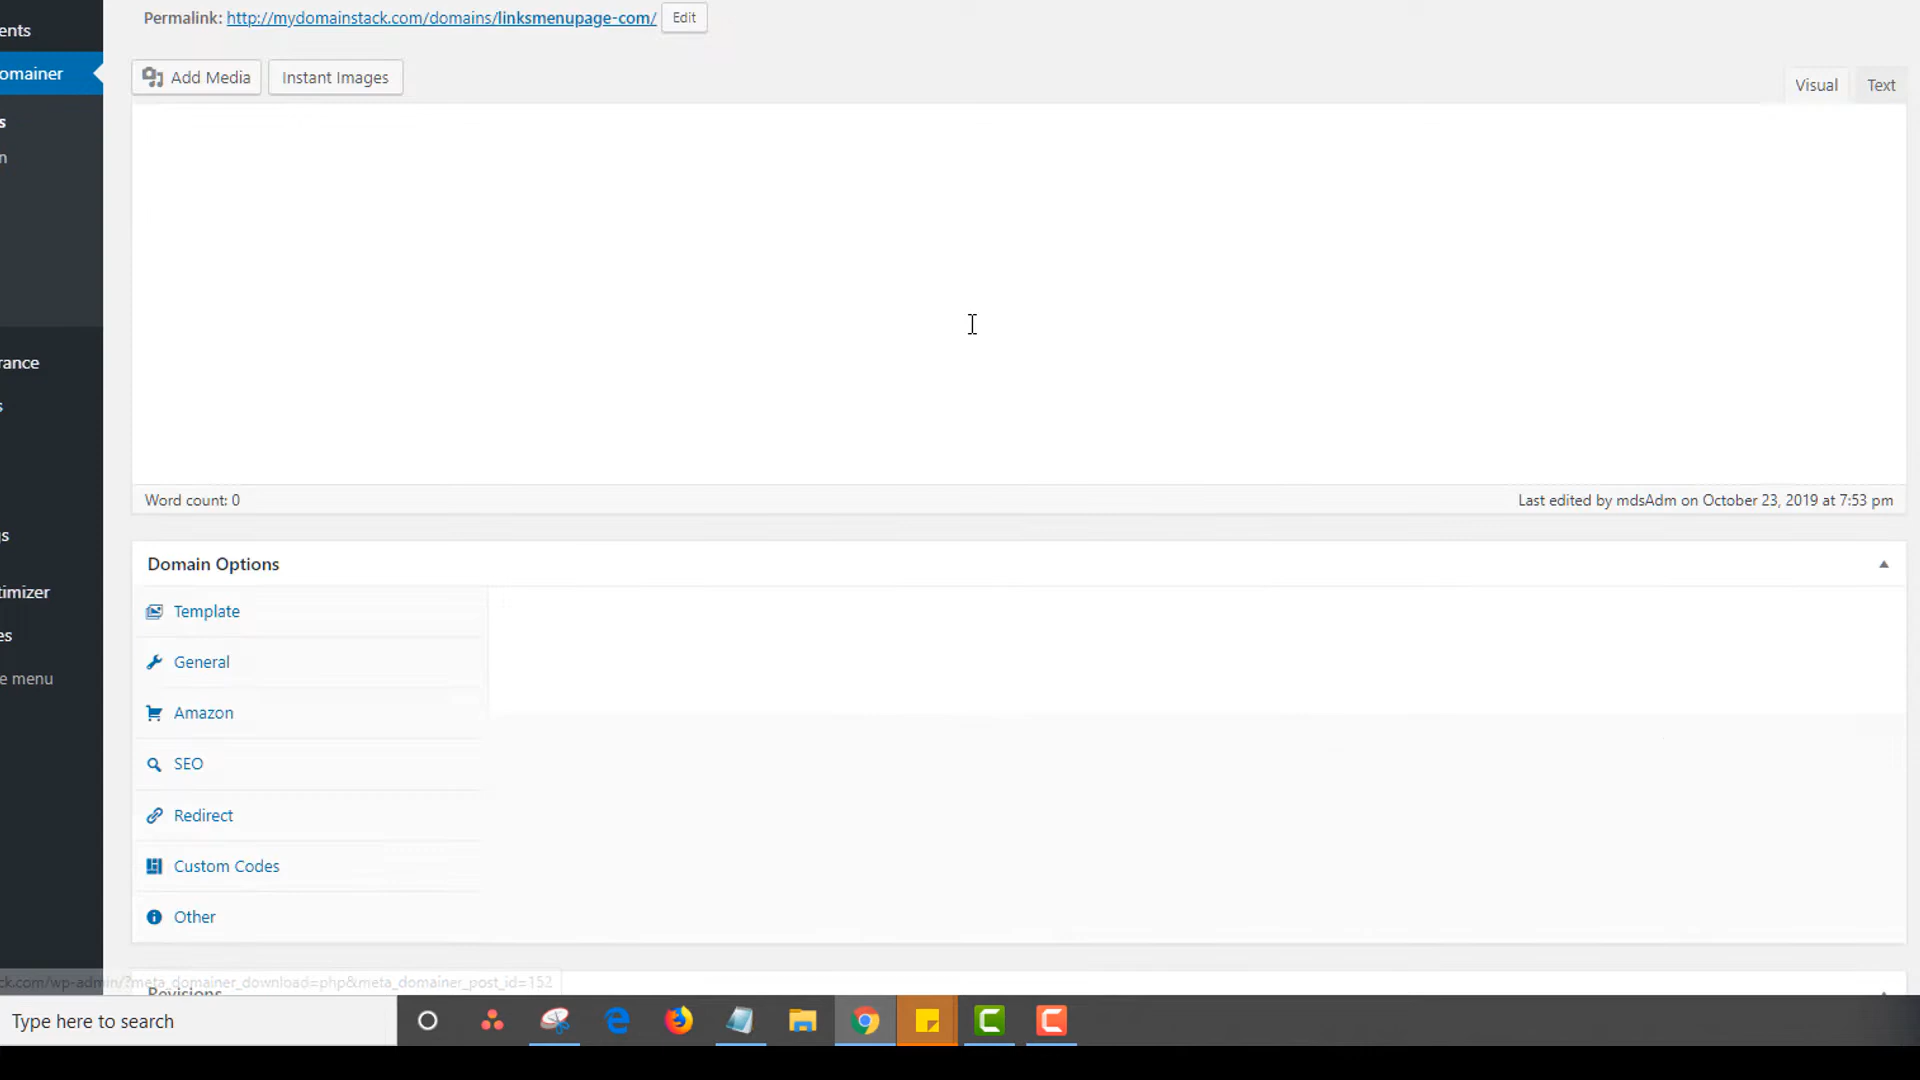 ents
Permalink: http://mydomainstack.com/domains/linksmenupage-com/ Edit
omainer
Add Media Instant Images
Visual Text
s
n
rance
s
Word count: 0
Last edited by mdsAdm on October 23, 2019 at 7:53 pm
gs
Domain Options
timizer
Template
es
General
e menu
Amazon
SEO
Redirect
Custom Codes
Other
ck.com/wp-admin/?meta_domainer_download=php&meta_domainer_post_id=152
Revisions
Type here to search